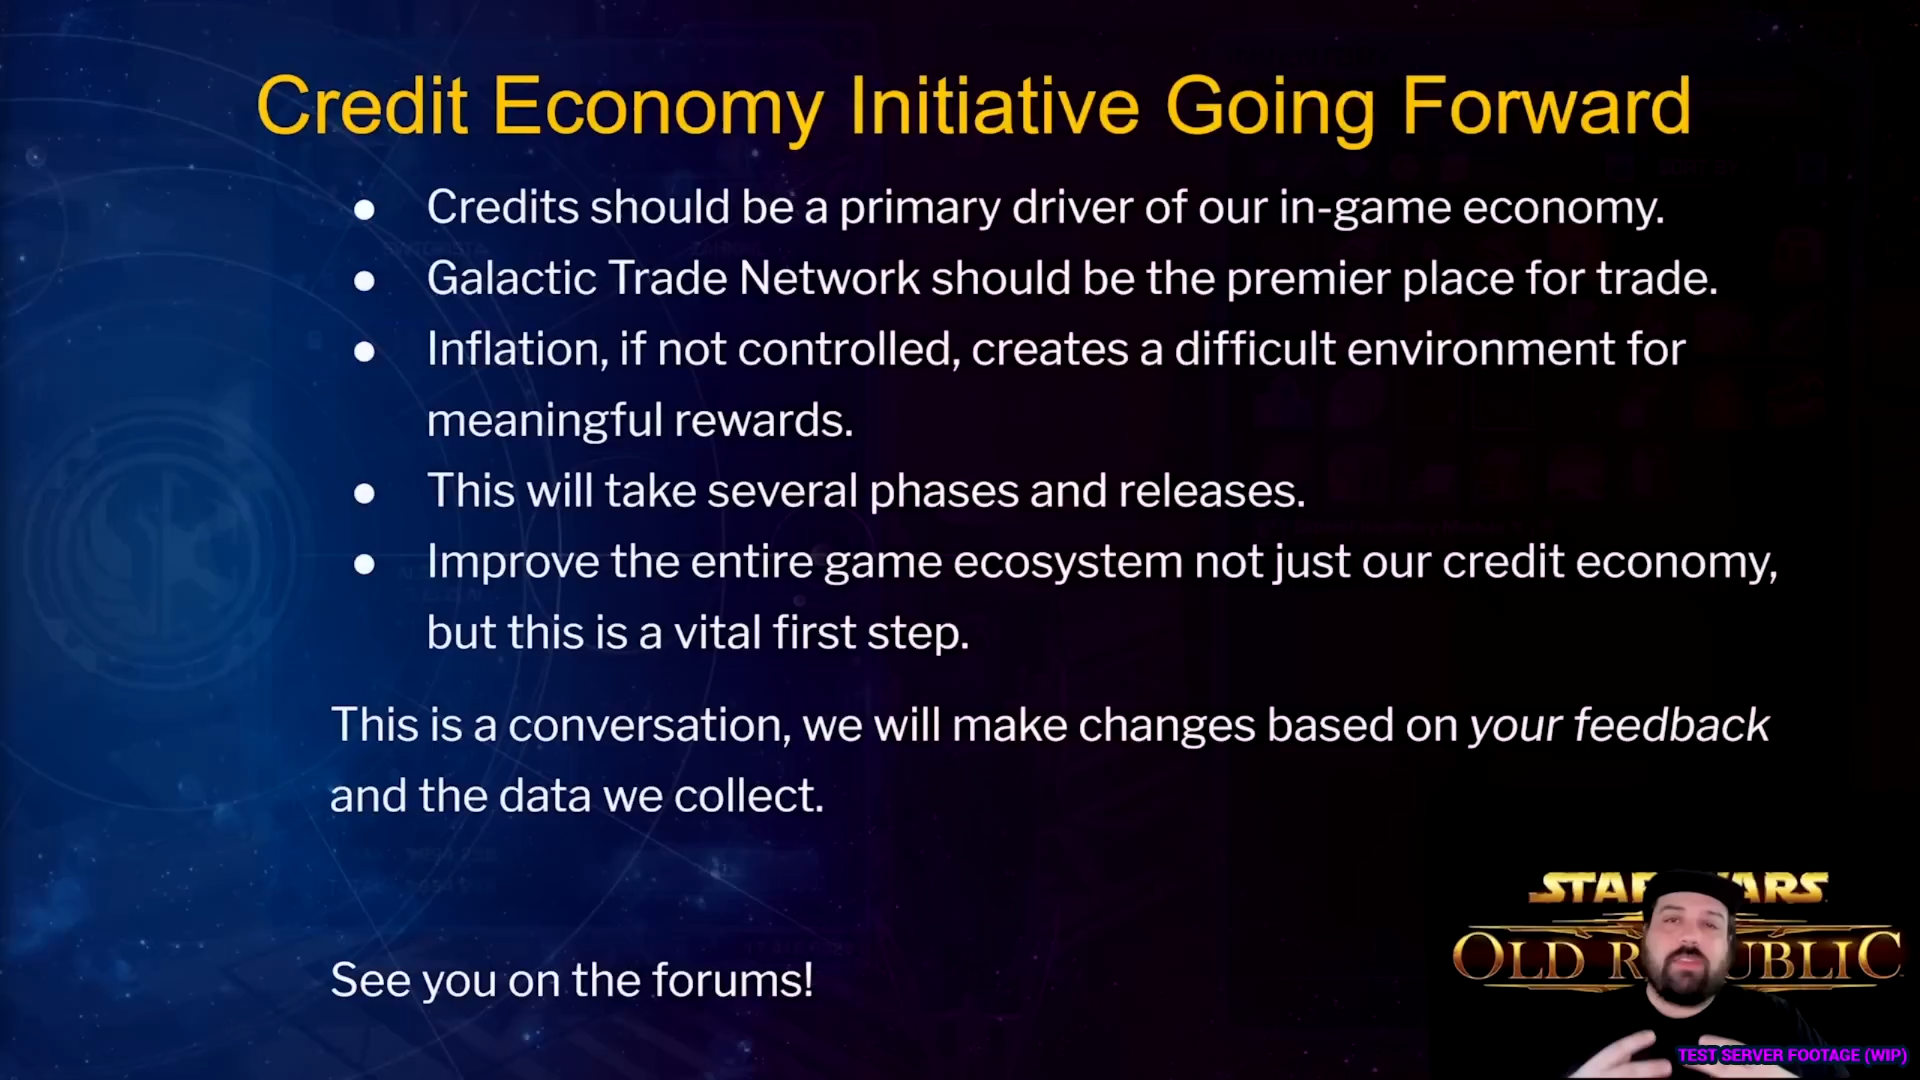 Credit Economy Initiative Going Forward
● Credits should be a primary driver of our in-game economy.
● Galactic Trade Network should be the premier place for trade.
● Inflation, if not controlled, creates a difficult environment for
meaningful rewards.
● This will take several phases and releases.
● Improve the entire game ecosystem not just our credit economy,
but this is a vital first step.
This is a conversation, we will make changes based on your feedback
and the data we collect.
See you on the forums!
STAR WARS
OLD REPUBLIC
TEST SERVER FOOTAGE (WIP)